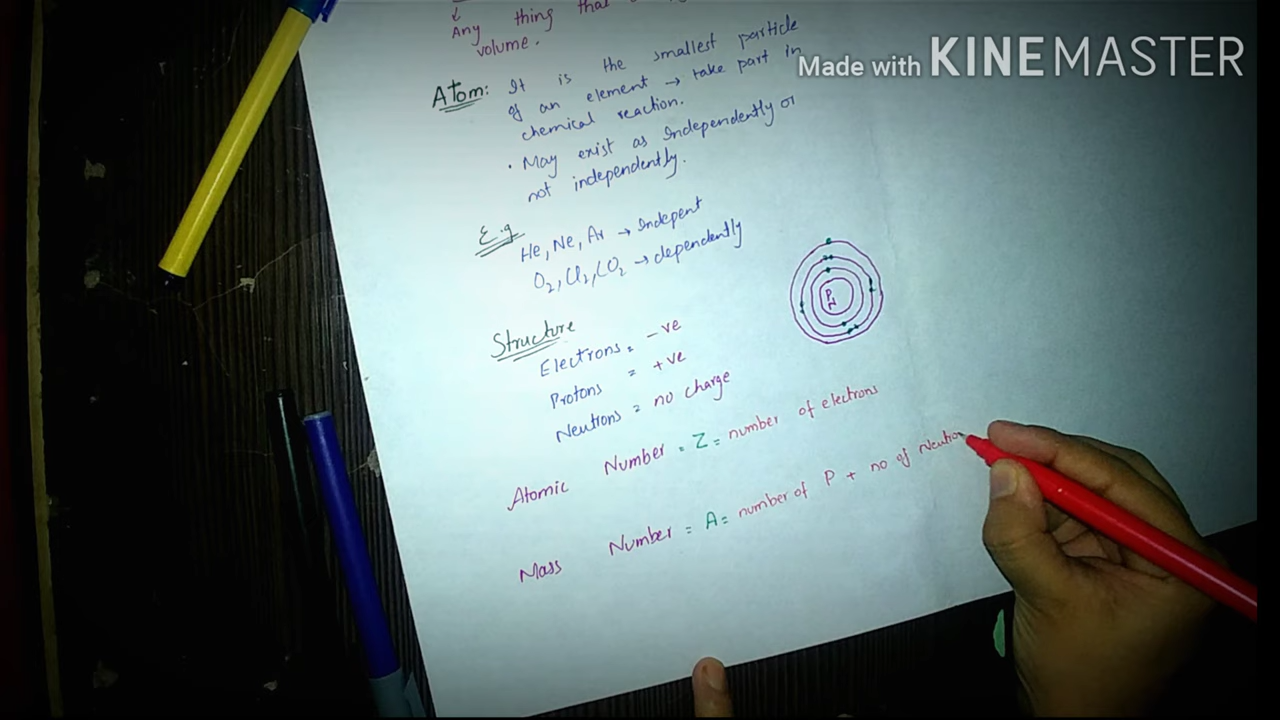 Any thing that
volume.
Made with KINEMASTER
Atom: It is the smallest particle
of an element → take part in
chemical reaction.
• May exist as Independently or
not independently.
E.g
He, Ne, Ar → Indepent
O2, Cl2, CO2 → dependently
Structure
Electrons = -ve
Protons = +ve
Neutrons = no charge
Atomic Number = Z = number of electrons
Mass Number = A = number of P + no of Neutron